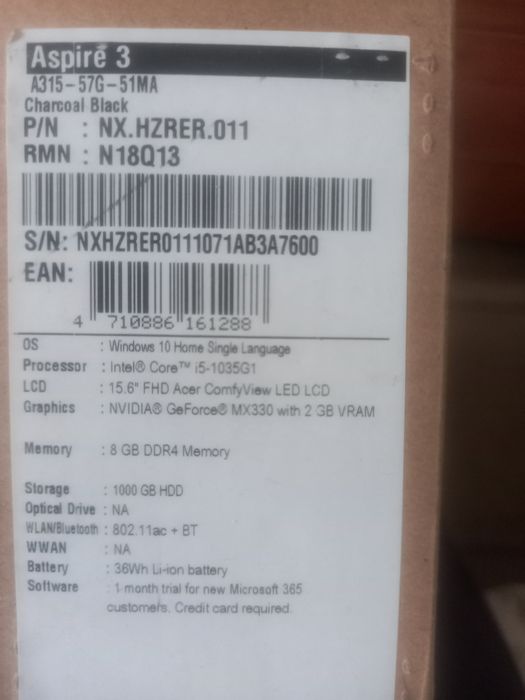 Aspire 3
A315-57G-51MA
Charcoal Black
P/N : NX.HZRER.011
RMN : N18Q13
S/N: NXHZRER0111071AB3A7600
EAN:
4 710886 161288
OS : Windows 10 Home Single Language
Processor : Intel® Core™ i5-1035G1
LCD : 15.6" FHD Acer ComfyView LED LCD
Graphics : NVIDIA® GeForce® MX330 with 2 GB VRAM
Memory : 8 GB DDR4 Memory
Storage : 1000 GB HDD
Optical Drive : NA
WLAN/Bluetooth : 802.11ac + BT
WWAN : NA
Battery : 36Wh Li-ion battery
Software : 1 month trial for new Microsoft 365
customers. Credit card required.